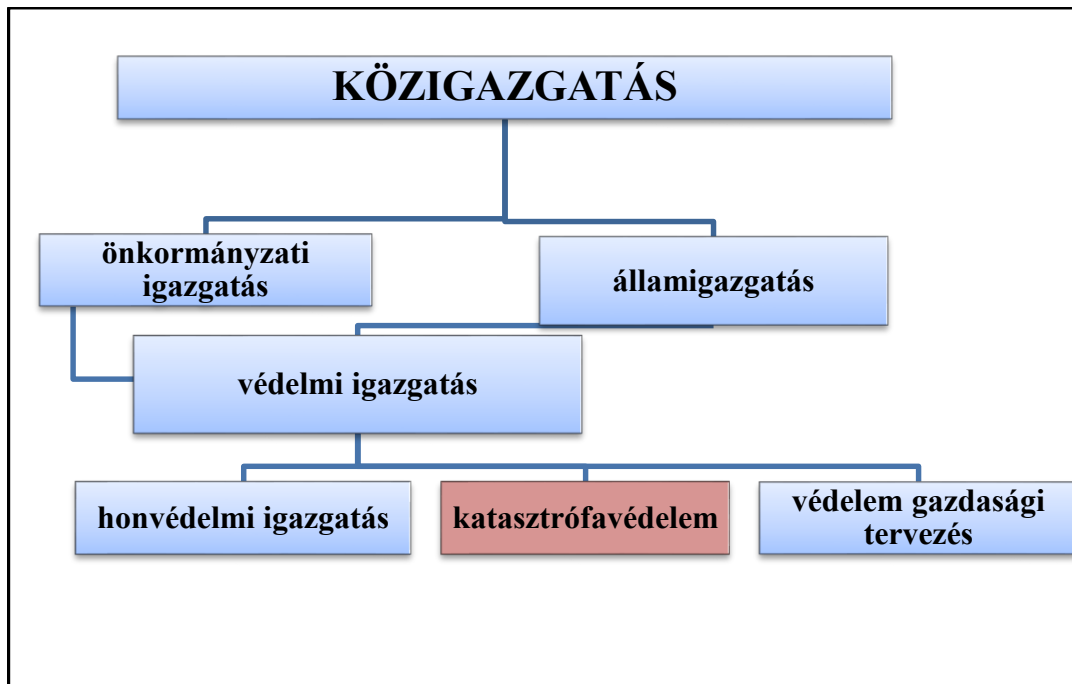 KÖZIGAZGATÁS
önkormányzati
igazgatás
államigazgatás
védelmi igazgatás
honvédelmi igazgatás
katasztrófavédelem
védelem gazdasági
tervezés